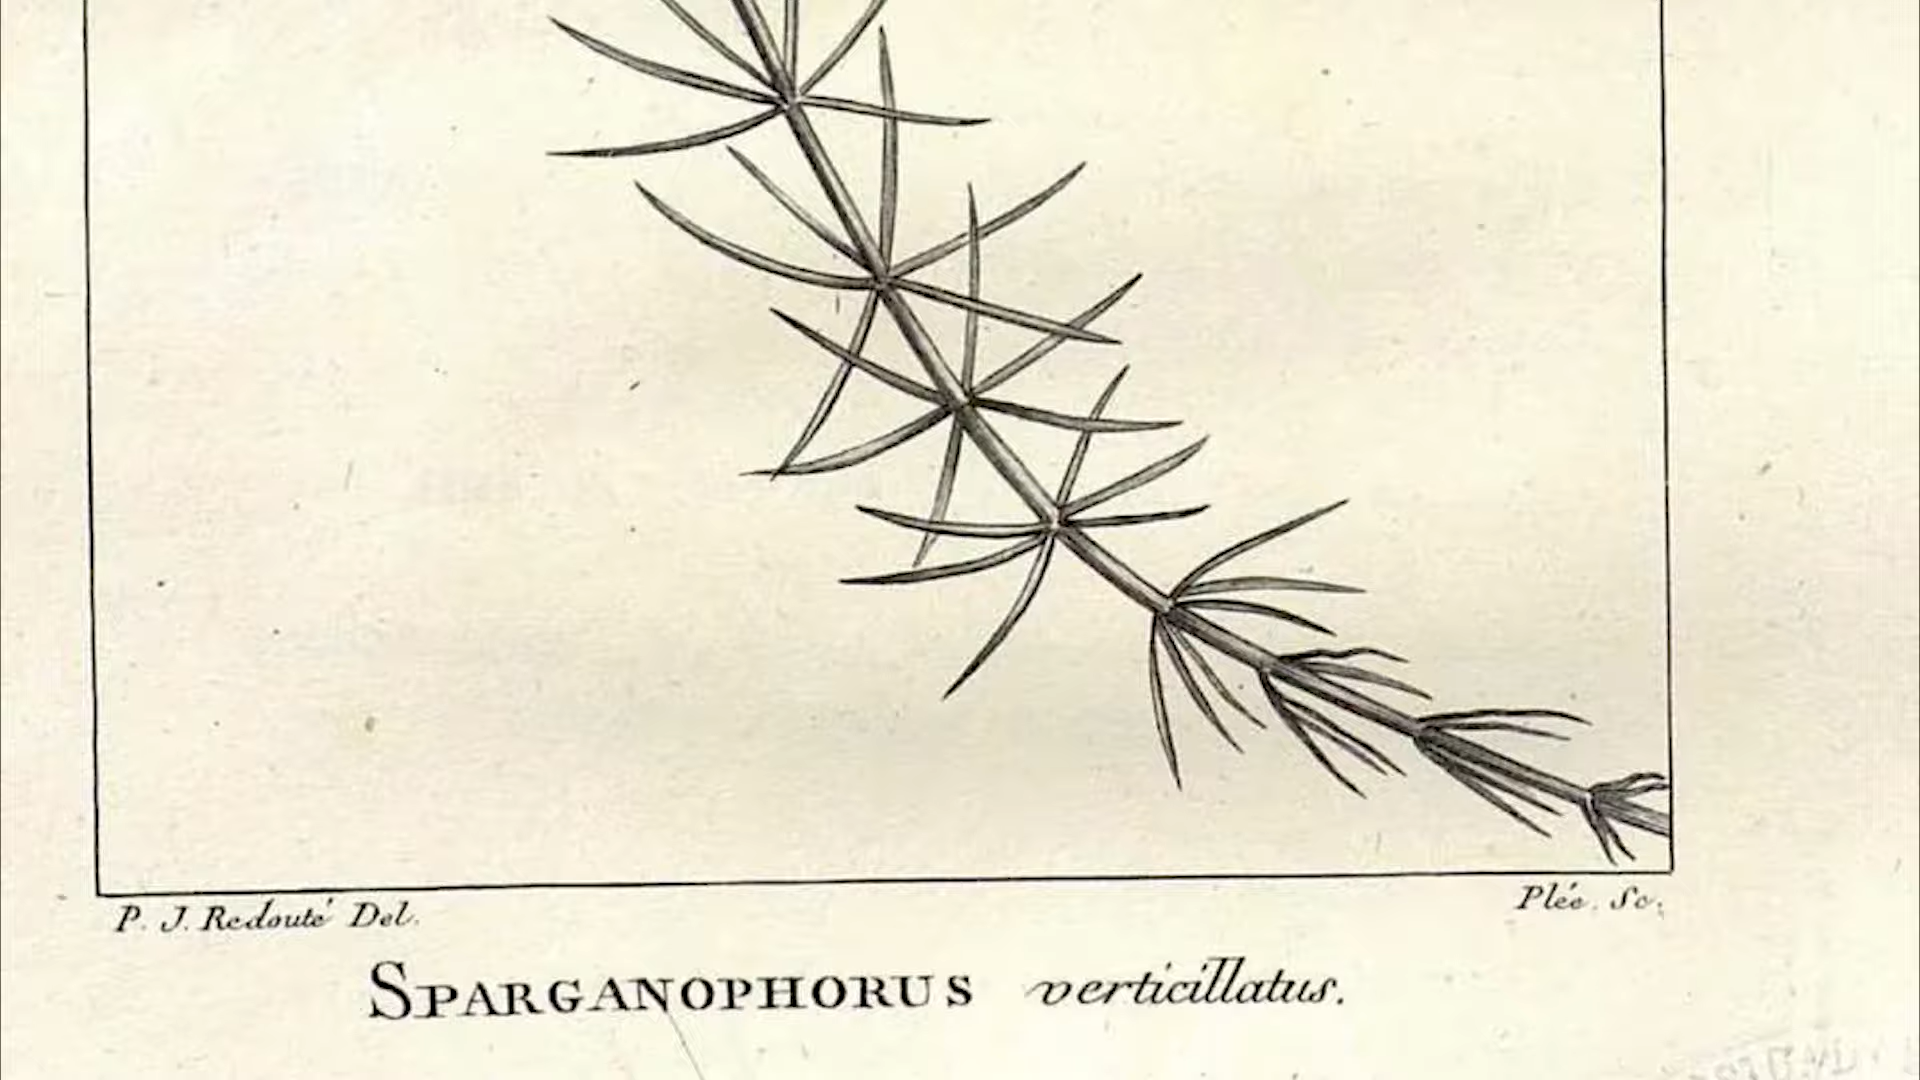 P. J. Redouté Del.
Plée. Sc.
SPARGANOPHORUS verticillatus.